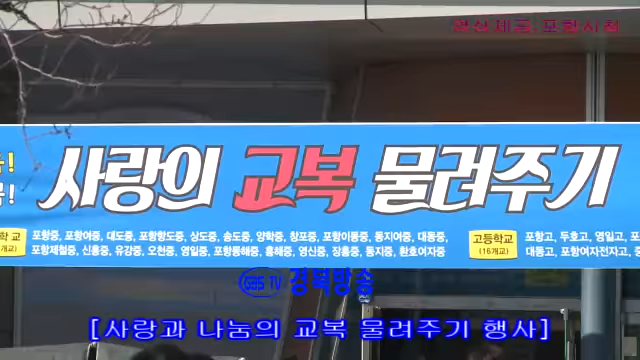 영상제공:포항시청
사랑의 교복 물려주기
포항중, 포항여중, 대도중, 포항항도중, 상도중, 송도중, 양학중, 창포중, 포항이동중, 동지여중, 대동중,
포항제철중, 신흥중, 유강중, 오천중, 영일중, 포항동해중, 흥해중, 영신중, 장흥중, 동지중, 환호여자중
고등학교
(16개교)
포항고, 두호고, 영일고,
대동고, 포항여자전자고,
GBS TV 경북방송
[사랑과 나눔의 교복 물려주기 행사]